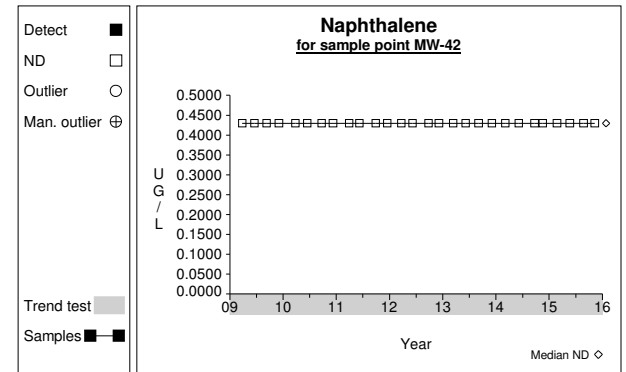 Detect
ND
Outlier
Man. outlier
Trend test
Samples
Naphthalene
for sample point MW-42
U
G
/
L
0.5000
0.4500
0.4000
0.3500
0.3000
0.2500
0.2000
0.1500
0.1000
0.0500
0.0000
09 10 11 12 13 14 15 16
Year
Median ND